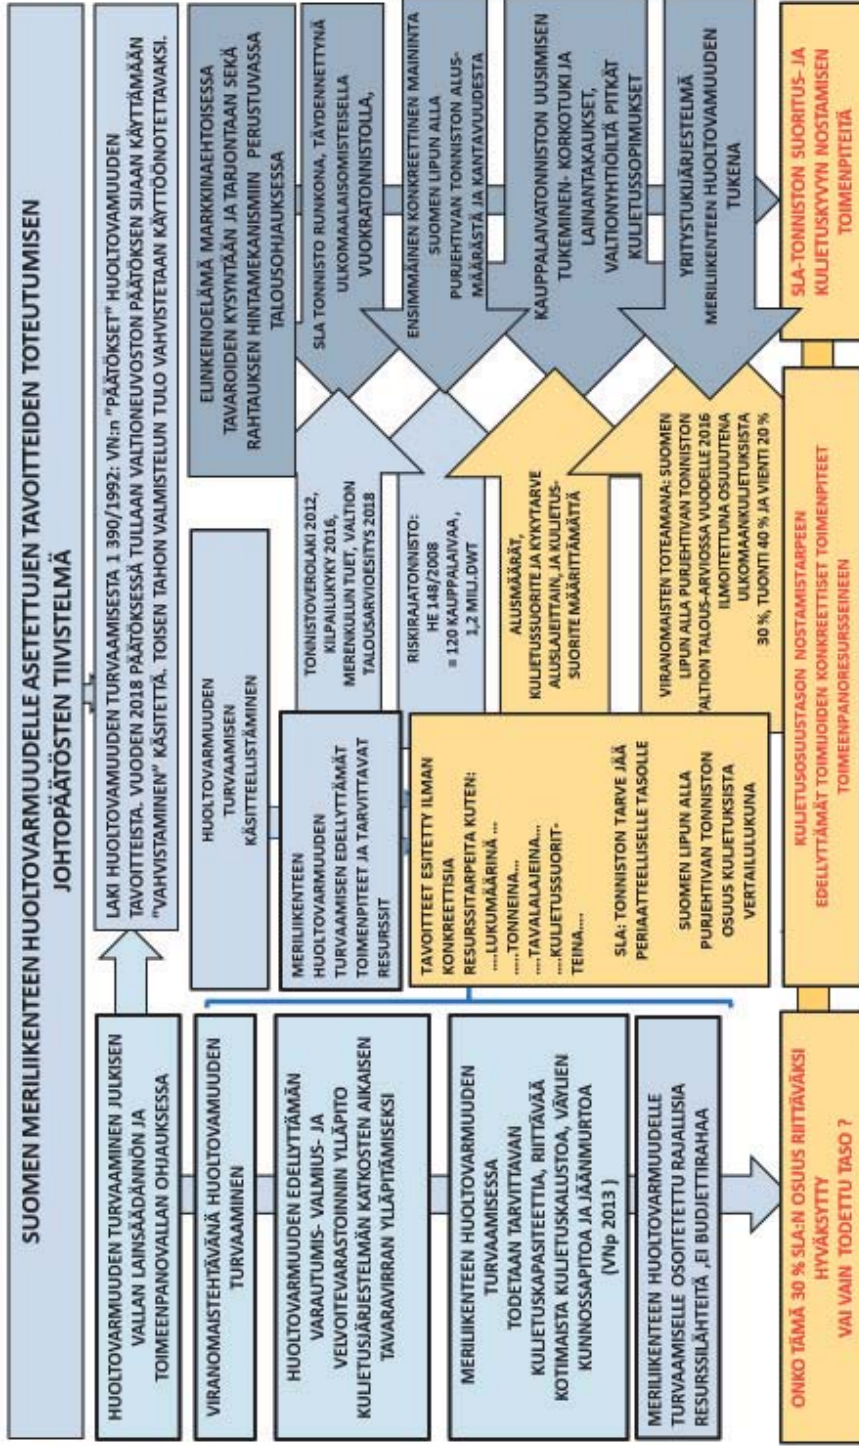 SUOMEN MERILIIKENTEEN HUOLTOVARMUUDELLE ASETETTUJEN TAVOITTEIDEN TOTEUTUMISEN
JOHTOPÄÄTÖSTEN TIIVISTELMÄ
HUOLTOVARMUUDEN TURVAAMINEN JULKISEN
VALLAN LAINSÄÄDÄNNÖN JA
TOIMEENPANOVALLAN OHJAUKSESSA
LAKI HUOLTOVAMUUDEN TURVAAMISESTA 1 390/1992: VN:n "PÄÄTÖKSET" HUOLTOVAMUUDEN
TAVOITTEISTA. VUODEN 2018 PÄÄTÖKSESSÄ TULLAAN VALTIONEUVOSTON PÄÄTÖKSEN SIJAAN KÄYTTÄMÄÄN
"VAHVISTAMINEN" KÄSITETTÄ. TOISEN TAHON VALMISTELUN TULO VAHVISTETAAN KÄYTTÖÖNOTETTAVAKSI.
VIRANOMAISTEHTÄVÄNÄ HUOLTOVAMUUDEN
TURVAAMINEN
HUOLTOVARMUUDEN EDELLYTTÄMÄN
VARAUTUMIS- VALMIUS- JA
VELVOITEVARASTOINNIN YLLÄPITO
KULJETUSJÄRJESTELMÄN KATKOSTEN AIKAISEN
TAVARAVIRRAN YLLÄPITÄMISEKSI
MERILIIKENTEEN HUOLTOVARMUUDEN
TURVAAMISESSA
TODETAAN TARVITTAVAN
KULJETUSKAPASITEETTIA, RIITTÄVÄÄ
KOTIMAISTA KULJETUSKALUSTOA, VÄYLIEN
KUNNOSSAPITOA JA JÄÄNMURTOA
(VNp 2013 )
MERILIIKENTEEN HUOLTOVARMUUDELLE
TURVAAMISELLE OSOITETETTU RAJALLISIA
RESURSSILÄHTEITÄ ,EI BUDJETTIRAHAA
HUOLTOVARMUUDEN
TURVAAMISEN
KÄSITTEELLISTÄMINEN
MERILIIKENTEEN
HUOLTOVARMUUDEN
TURVAAMISEN EDELLYTTÄMÄT
TOIMENPITEET JA TARVITTAVAT
RESURSSIT
TAVOITTEET ESITETTY ILMAN
KONKREETTISIA
RESURSSITARPEITA KUTEN:
....LUKUMÄÄRINÄ ...
.....TONNEINA...
....TAVALALAJEINA...
....KULJETUSSUORIT-
TEINA....
SLA: TONNISTON TARVE JÄÄ
PERIAATTEELLISELLE TASOLLE
SUOMEN LIPUN ALLA
PURJEHTIVAN TONNISTON
OSUUS KULJETUKSISTA
VERTAILULUKUNA
TONNISTOVEROLAKI 2012,
KILPAILUKYKY 2016,
MERENKULUN TUET, VALTION
TALOUSARVIOESITYS 2018
RISKIRAJATONNISTO:
HE 148/2008
= 120 KAUPPALAIVAA ,
1,2 MILJ.DWT
ALUSMÄÄRÄT,
KULJETUSSUORITE JA KYKYTARVE
ALUSLAJEITTAIN, JA KULJETUS-
SUORITE MÄÄRITTÄMÄTTÄ
VIRANOMAISTEN TOTEAMANA: SUOMEN
LIPUN ALLA PURJEHTIVAN TONNISTON
VALTION TALOUS-ARVIOSSA VUODELLE 2016
ILMOITETTUNA OSUUUTENA
ULKOMAANKULJETUKSISTA
30 %, TUONTI 40 % JA VIENTI 20 %
ELINKEINOELÄMÄ MARKKINAEHTOISESSA
TAVAROIDEN KYSYNTÄÄN JA TARJONTAAN SEKÄ
RAHTAUKSEN HINTAMEKANISMIIN PERUSTUVASSA
TALOUSOHJAUKSESSA
SLA TONNISTO RUNKONA, TÄYDENNETTYNÄ
ULKOMAALAISOMISTEISELLA
VUOKRATONNISTOLLA,
ENSIMMÄINEN KONKREETTINEN MAININTA
SUOMEN LIPUN ALLA
PURJEHTIVAN TONNISTON ALUS-
MÄÄRÄSTÄ JA KANTAVUUDESTA
KAUPPALAIVATONNISTON UUSIMISEN
TUKEMINEN- KORKOTUKI JA
LAINANTAKAUKSET,
VALTIONYHTIÖILTÄ PITKÄT
KULJETUSSOPIMUKSET
YRITYSTUKIJÄRJESTELMÄ
MERILIIKENTEEN HUOLTOVAMUUDEN
TUKENA
ONKO TÄMÄ 30 % SLA:N OSUUS RIITTÄVÄKSI
HYVÄKSYTTY
VAI VAIN TODETTU TASO ?
KULJETUSOSUUSTASON NOSTAMISTARPEEN
EDELLYTTÄMÄT TOIMIJOIDEN KONKREETTISET TOIMENPITEET
TOIMEENPANORESURSSEINEEN
SLA-TONNISTON SUORITUS- JA
KULJETUSKYVYN NOSTAMISEN
TOIMENPITEITÄ